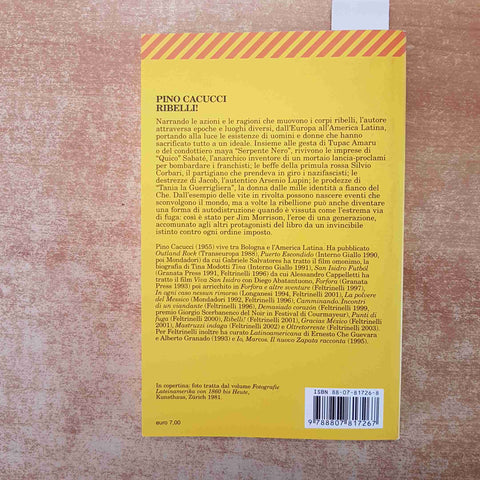 PINO CACUCCI
RIBELLI!
Narrando le azioni e le ragioni che muovono i corpi ribelli, l'autore
attraversa epoche e luoghi diversi, dall'Europa all'America Latina,
portando alla luce le esistenze di uomini e donne che hanno
sacrificato tutto a un ideale. Insieme alle gesta di Tupac Amaru
o del condottiero maya "Serpente Nero", rivivono le imprese di
"Quico" Sabaté, l'anarchico inventore di un mortaio lancia-proclami
per bombardare i franchisti; le beffe della primula rossa Silvio
Corbari, il partigiano che prendeva in giro i nazifascisti; le
destrezze di Jacob, l'autentico Arsenio Lupin; le prodezze di
"Tania la Guerrigliera", la donna dalle mille identità a fianco del
Che. Dall'esempio delle vite in rivolta possono nascere eventi che
sconvolgono il mondo, ma a volte la ribellione può anche diventare
una forma di autodistruzione quando è vissuta come l'estrema via
di fuga: così è stato per Jim Morrison, l'eroe di una generazione,
accomunato agli altri protagonisti del libro da un invincibile
istinto contro ogni ordine imposto.
Pino Cacucci (1955) vive tra Bologna e l'America Latina. Ha pubblicato
Outland Rock (Transeuropa 1988), Puerto Escondido (Interno Giallo 1990,
poi Mondadori) da cui Gabriele Salvatores ha tratto il film omonimo, la
biografia di Tina Modotti Tina (Interno Giallo 1991), San Isidro Futból
(Granata Press 1991, Feltrinelli 1996) da cui Alessandro Cappelletti ha
tratto il film Viva San Isidro con Diego Abatantuono, Forfora (Granata
Press 1993) poi arricchito in Forfora e altre sventure (Feltrinelli 1997),
In ogni caso nessun rimorso (Longanesi 1994, Feltrinelli 2001), La polvere
del Messico (Mondadori 1992, Feltrinelli 1996), Camminando. Incontri
di un viandante (Feltrinelli 1996), Demasiado corazón (Feltrinelli 1999,
premio Giorgio Scerbanenco del Noir in Festival di Courmayeur), Punti di
fuga (2000), Ribelli! (Feltrinelli 2001), Gracias México (Feltrinelli
2001), Mastruzzi indaga (Feltrinelli 2002) e Oltretorrente (Feltrinelli 2003).
Per Feltrinelli inoltre ha curato Latinoamericana di Ernesto Che Guevara
e Alberto Granado (1993) e Io, Marcos. Il nuovo Zapata racconta (1995).
In copertina: foto tratta dal volume Fotografie
Lateinamerika von 1860 bis Heute,
Kunsthaus, Zürich 1981.
euro 7,00
ISBN 88-07-81726-8
9 788807 817267